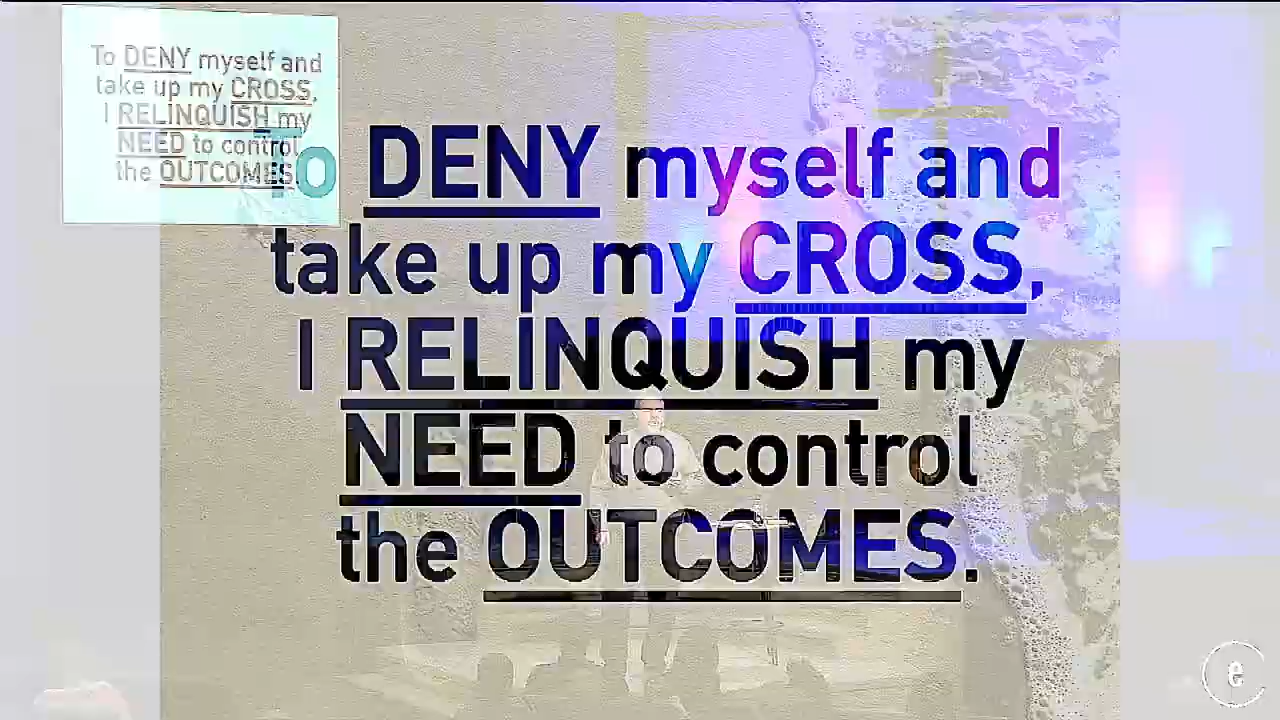 To DENY myself and
take up my CROSS,
I RELINQUISH my
NEED to control
the OUTCOMES.
To DENY myself and
take up my CROSS,
I RELINQUISH my
NEED to control
the OUTCOMES.
e